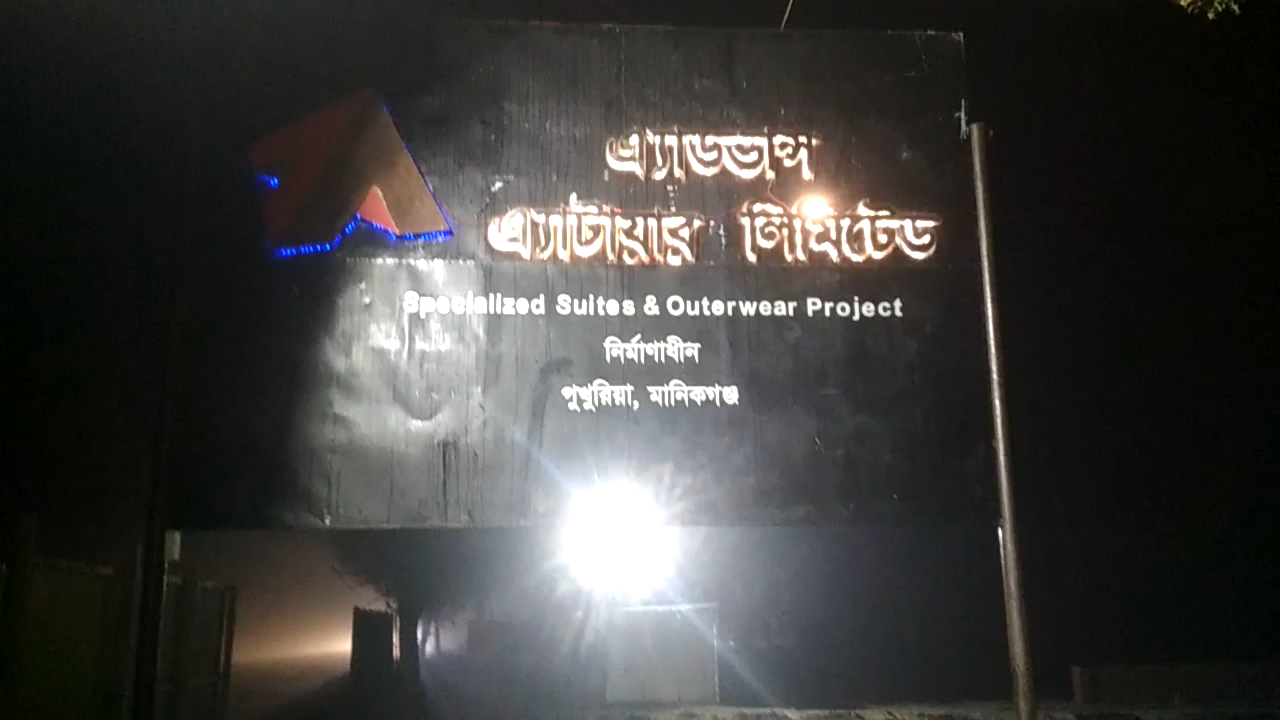 এ্যাডভান্স
এ্যাটায়ার লিমিটেড
Specialized Suites & Outerwear Project
নির্মাণাধীন
পুখুরিয়া, মানিকগঞ্জ